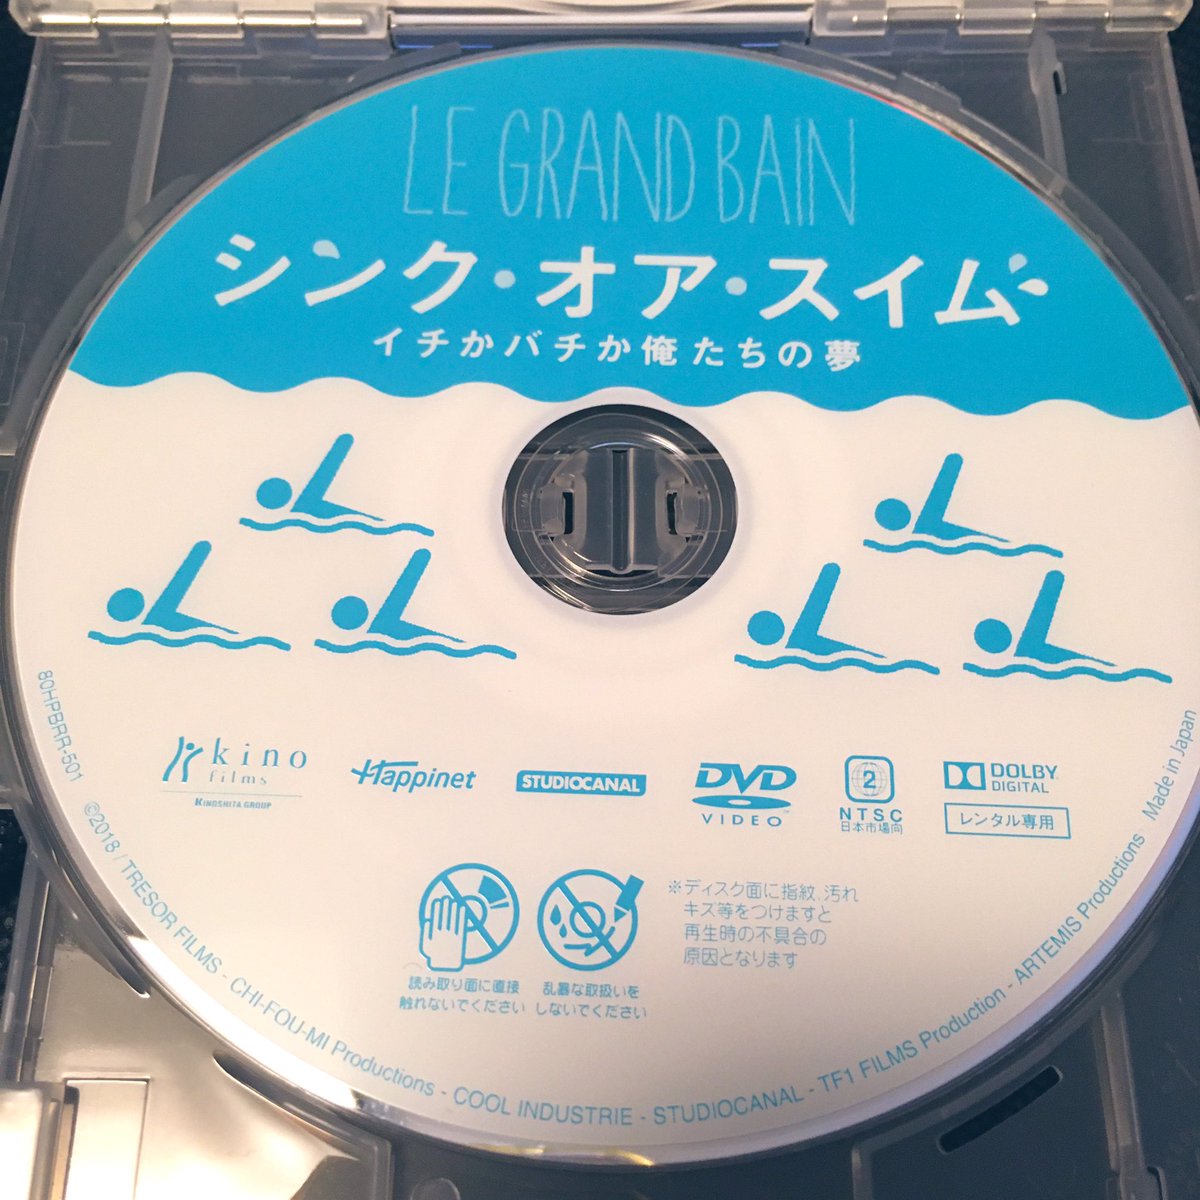 LE GRAND BAIN
シンク・オア・スイム
イチかバチか俺たちの夢
80HPBRR-501
kino
films
KINOSHITA GROUP
Happinet
STUDIOCANAL
DVD
VIDEO
2
NTSC
日本市場向
DOLBY
DIGITAL
レンタル専用
読み取り面に直接
触れないでください
乱暴な取扱いを
しないでください
※ディスク面に指紋、汚れ
キズ等をつけますと
再生時の不具合の
原因となります
©2018 / TRESOR FILMS - CHI-FOU-MI Productions - COOL INDUSTRIE - STUDIOCANAL - TF1 FILMS Production - ARTEMIS Productions Made in Japan